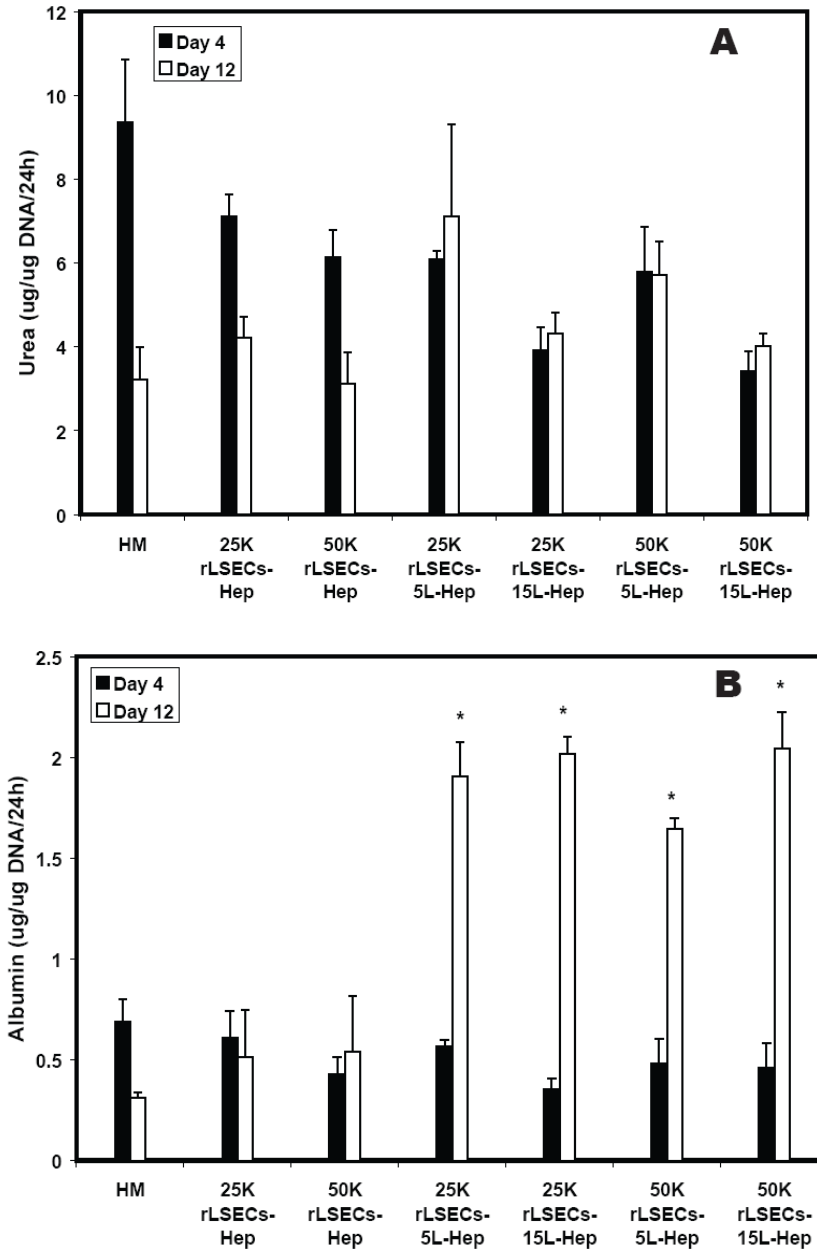 12
10
8
6
4
2
0
Urea (ug/ug DNA/24h)
Day 4
Day 12
A
HM
25K
rLSECs-
Hep
50K
rLSECs-
Hep
25K
rLSECs-
5L-Hep
25K
rLSECs-
15L-Hep
50K
rLSECs-
5L-Hep
50K
rLSECs-
15L-Hep
2.5
2
1.5
1
0.5
0
Albumin (ug/ug DNA/24h)
Day 4
Day 12
B
*
*
*
*
HM
25K
rLSECs-
Hep
50K
rLSECs-
Hep
25K
rLSECs-
5L-Hep
25K
rLSECs-
15L-Hep
50K
rLSECs-
5L-Hep
50K
rLSECs-
15L-Hep